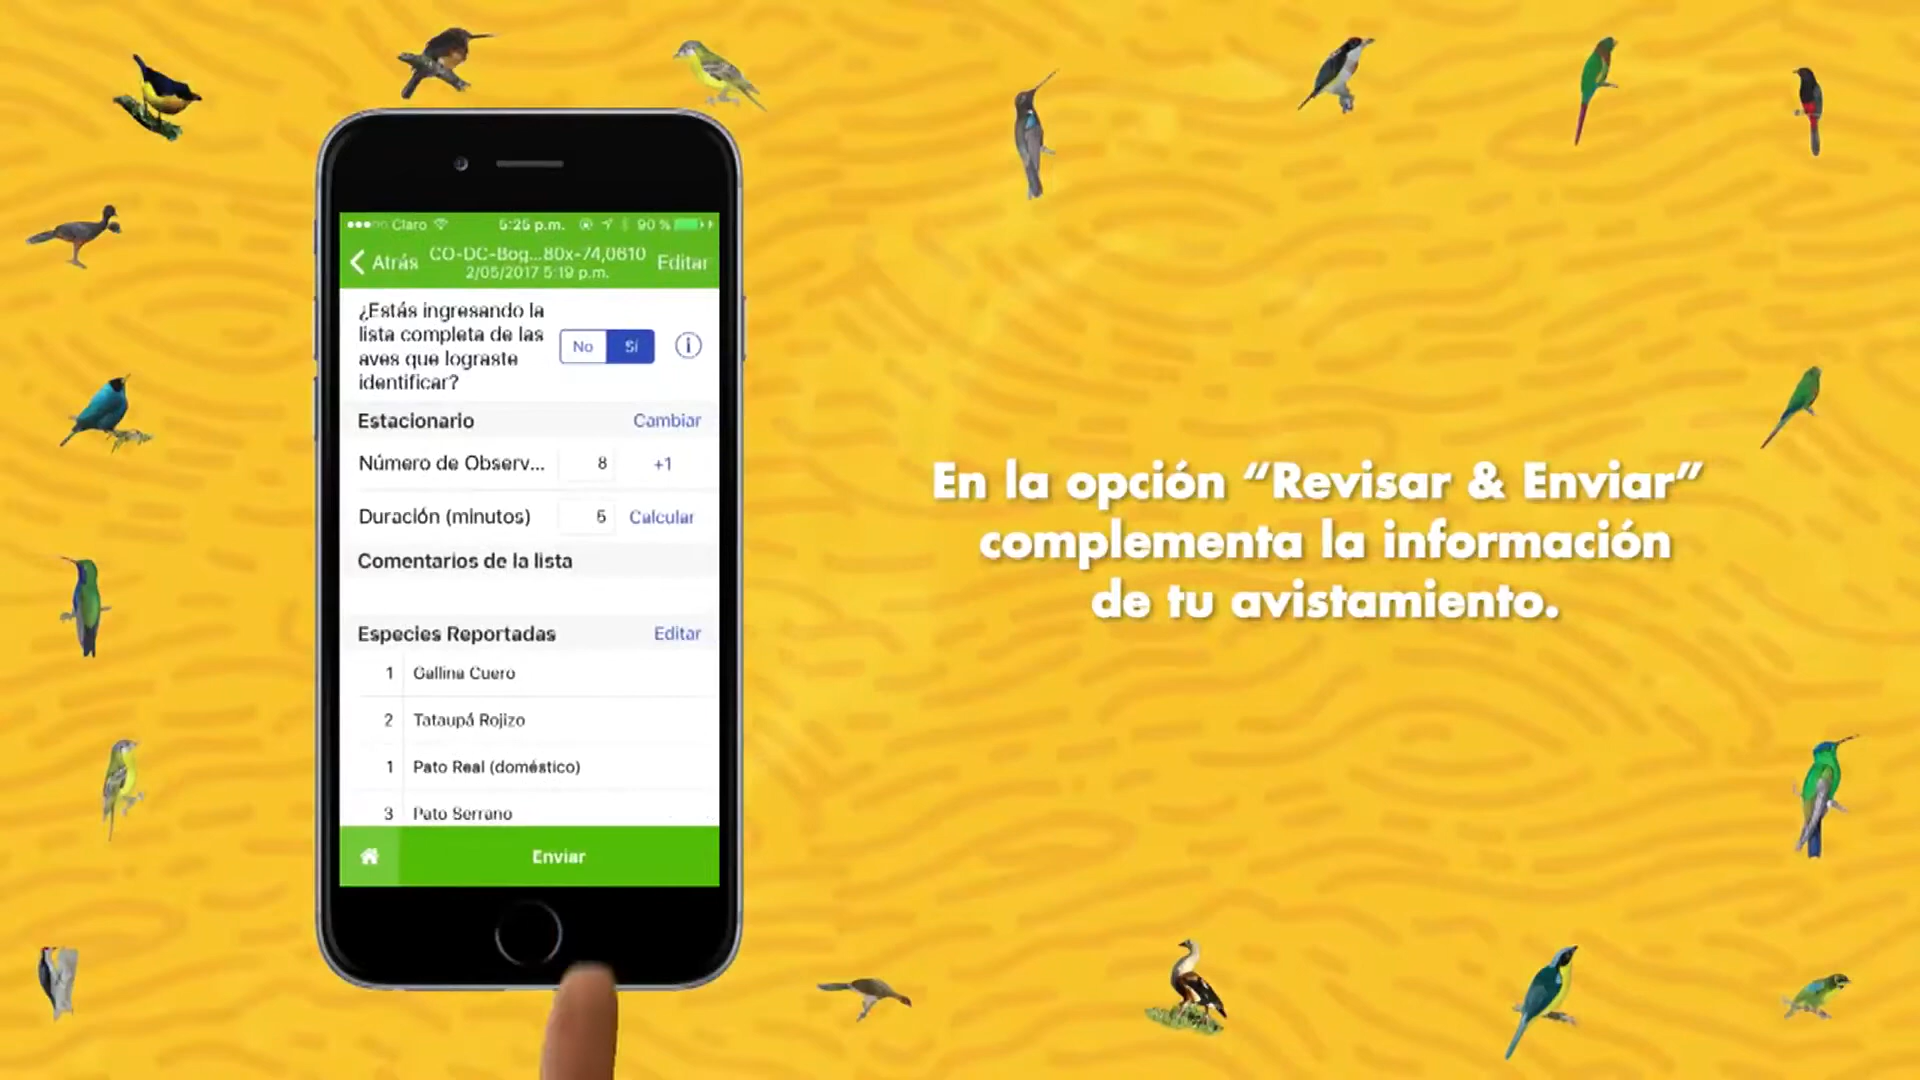 Claro 5:25 p.m. 90 %
Atrás CO-DC-Bog...80x-74,0610 Editar
2/05/2017 5:19 p.m.
¿Estás ingresando la
lista completa de las
aves que lograste
identificar?
No Sí
Estacionario Cambiar
Número de Observ... 8 +1
Duración (minutos) 5 Calcular
Comentarios de la lista
Especies Reportadas Editar
1 Gallina Cuero
2 Tataupá Rojizo
1 Pato Real (doméstico)
3 Pato Serrano
Enviar
En la opción “Revisar & Enviar”
complementa la información
de tu avistamiento.